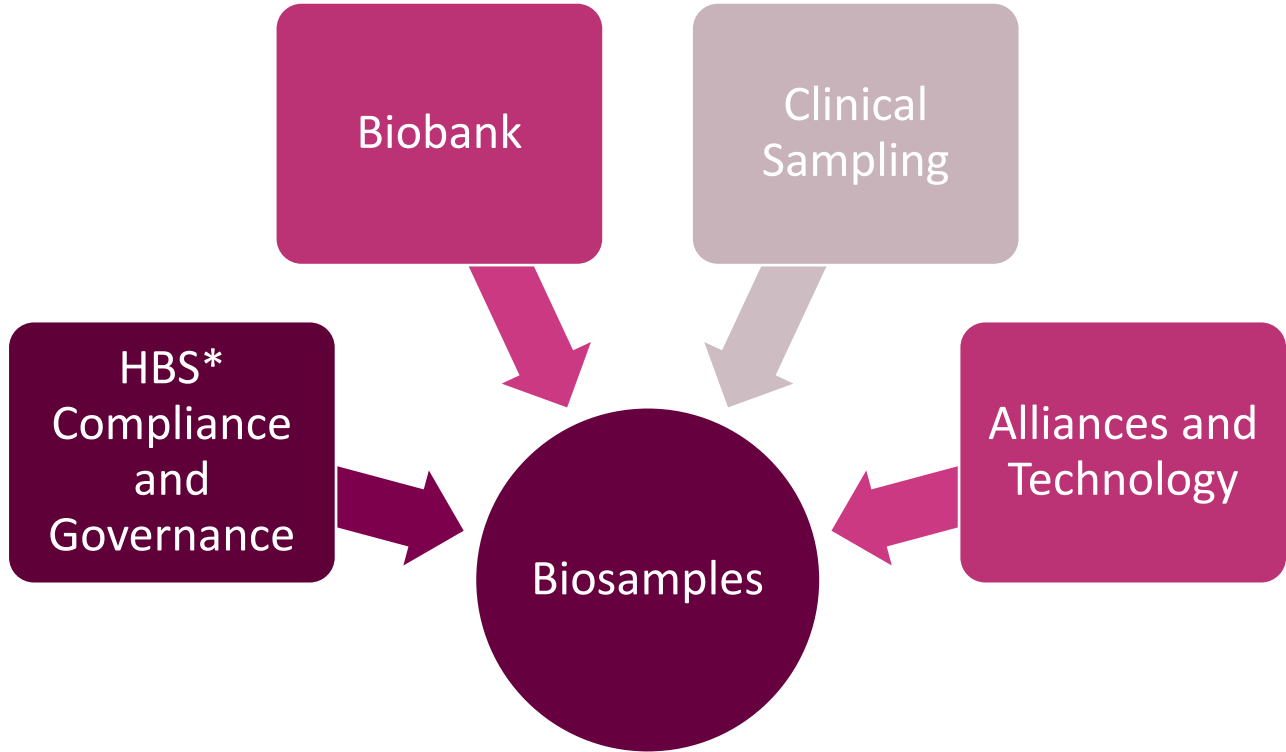 Biobank
Clinical
Sampling
HBS*
Compliance
and
Governance
Alliances and
Technology
Biosamples